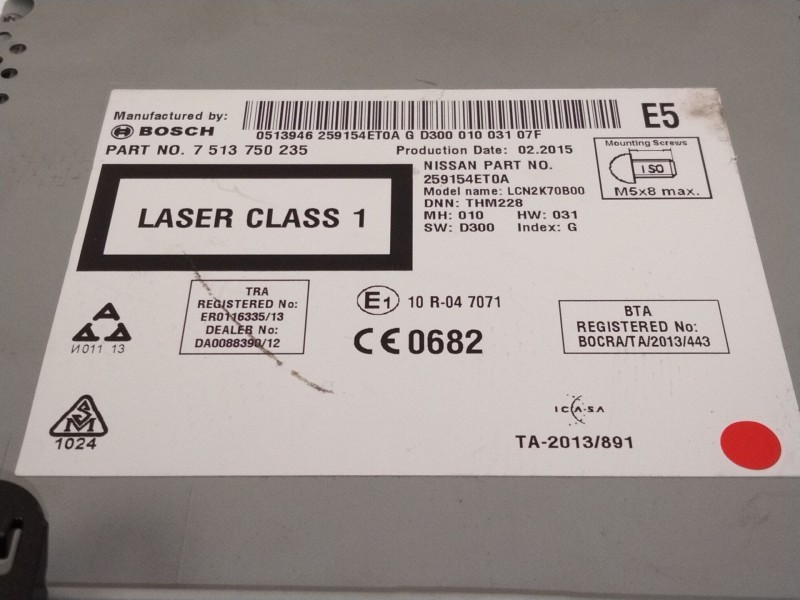 Manufactured by:
BOSCH
E5
0513946 259154ET0A G D300 010 031 07F
PART NO. 7 513 750 235
Production Date: 02.2015
Mounting Screws
ISO
M5x8 max.
NISSAN PART NO.
259154ET0A
Model name: LCN2K70B00
DNN: THM228
MH: 010 HW: 031
SW: D300 Index: G
LASER CLASS 1
TRA
REGISTERED No:
ER0116335/13
DEALER No:
DA0088390/12
E1 10 R-04 7071
CE 0682
BTA
REGISTERED No:
BOCRA/TA/2013/443
И011 13
SM
1024
ICASA
TA-2013/891